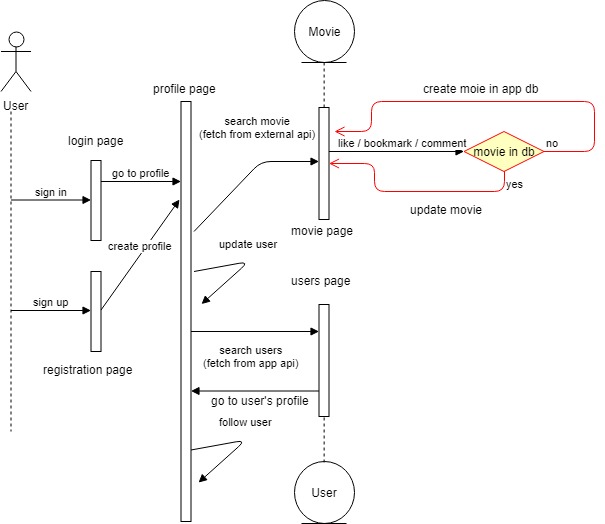 Movie
User
profile page
create moie in app db
search movie
(fetch from external api)
login page
like / bookmark / comment
movie in db
no
go to profile
yes
sign in
update movie
movie page
create profile
update user
users page
sign up
search users
(fetch from app api)
registration page
go to user's profile
follow user
User